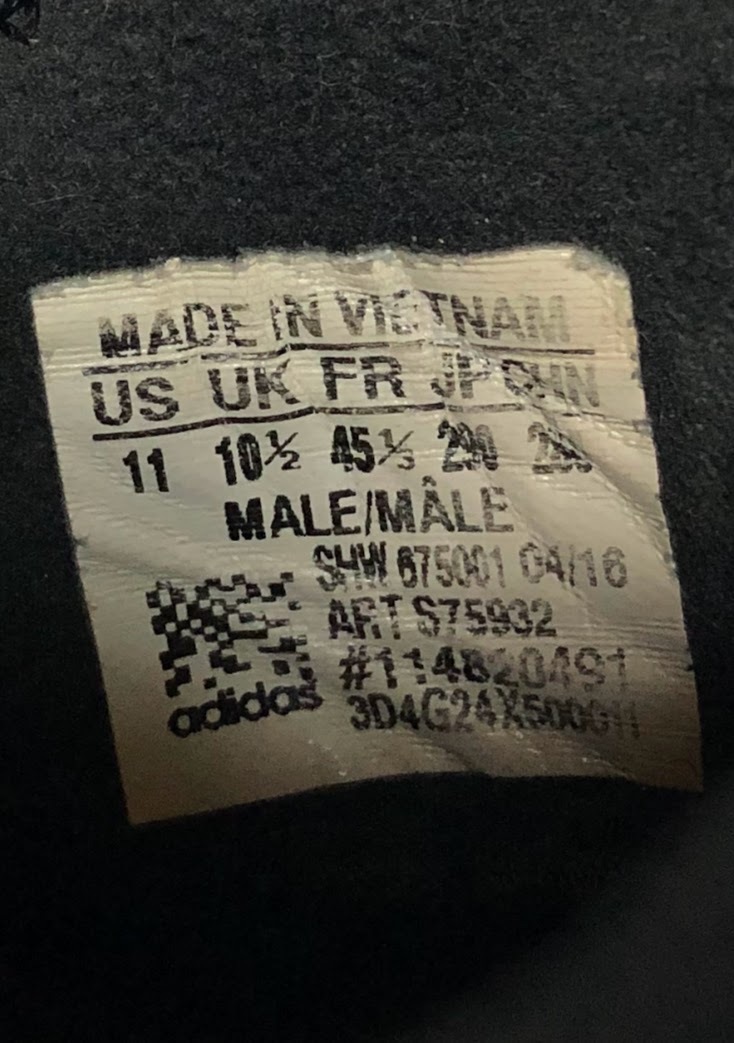 MADE IN VIETNAM
US UK FR JP CHN
11 10½ 45⅓ 290
MALE/MÂLE
SHW 675001 04/16
ART S75932
#114820491
adidas